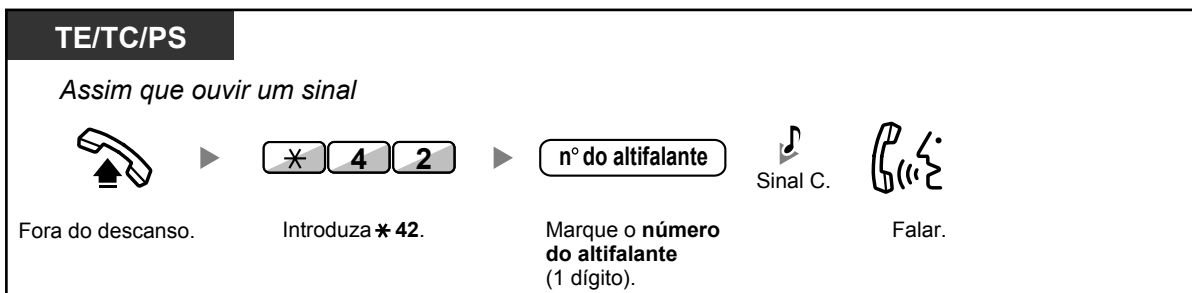 TE/TC/PS
Assim que ouvir um sinal
* 4 2
n° do altifalante
Sinal C.
Fora do descanso.
Introduza * 42.
Marque o número
do altifalante
(1 dígito).
Falar.